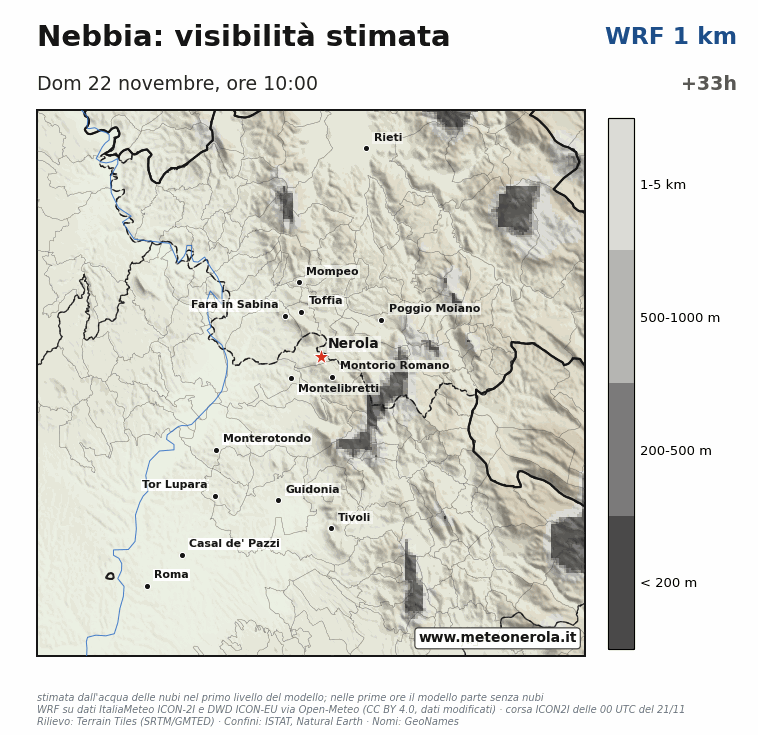 Nebbia: visibilità stimata
WRF 1 km
Dom 22 novembre, ore 10:00
+33h
Rieti
Mompeo
Toffia
Fara in Sabina
Poggio Moiano
Nerola
Montorio Romano
Montelibretti
Monterotondo
Tor Lupara
Guidonia
Tivoli
Casal de' Pazzi
Roma
www.meteonerola.it
1-5 km
500-1000 m
200-500 m
< 200 m
stimata dall'acqua delle nubi nel primo livello del modello; nelle prime ore il modello parte senza nubi
WRF su dati ItaliaMeteo ICON-2I e DWD ICON-EU via Open-Meteo (CC BY 4.0, dati modificati) · corsa ICON2I delle 00 UTC del 21/11
Rilievo: Terrain Tiles (SRTM/GMTED) · Confini: ISTAT, Natural Earth · Nomi: GeoNames